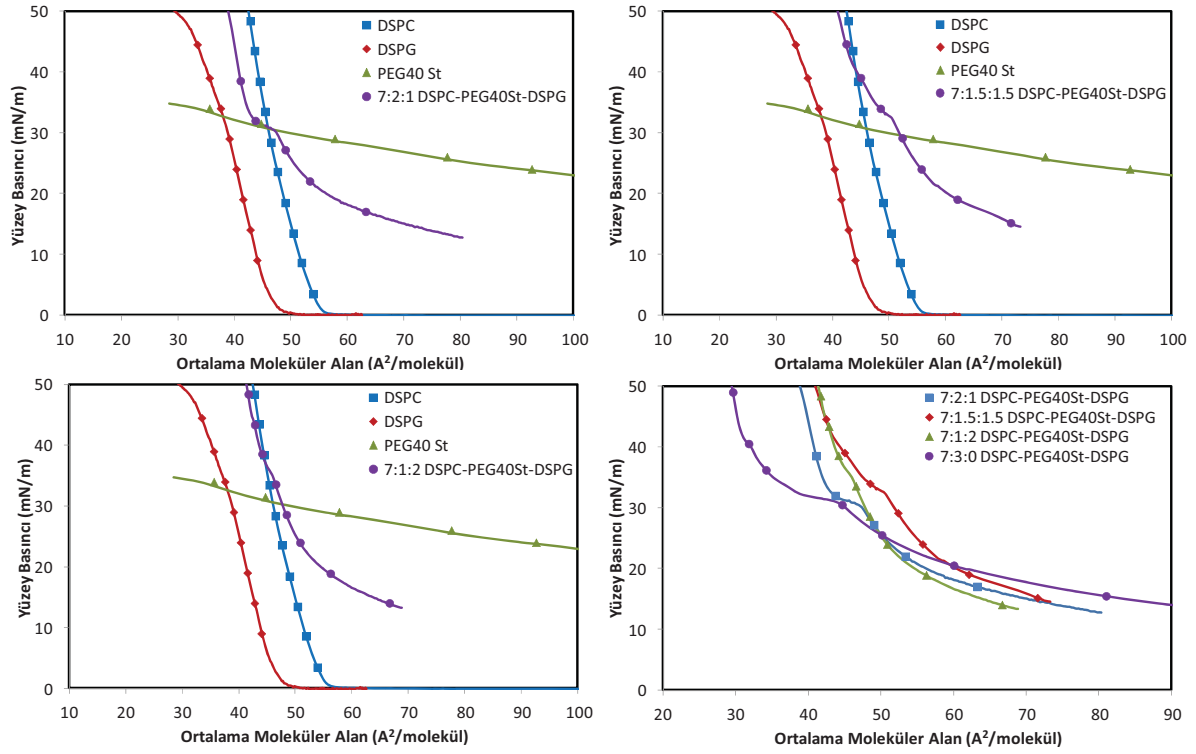 50
40
30
20
10
0
Yüzey Basıncı (mN/m)
DSPC
DSPG
PEG40 St
7:2:1 DSPC-PEG40St-DSPG
10 20 30 40 50 60 70 80 90 100
Ortalama Moleküler Alan (A²/molekül)
50
40
30
20
10
0
Yüzey Basıncı (mN/m)
DSPC
DSPG
PEG40 St
7:1.5:1.5 DSPC-PEG40St-DSPG
10 20 30 40 50 60 70 80 90 100
Ortalama Moleküler Alan (A²/molekül)
50
40
30
20
10
0
Yüzey Basıncı (mN/m)
DSPC
DSPG
PEG40 St
7:1:2 DSPC-PEG40St-DSPG
10 20 30 40 50 60 70 80 90 100
Ortalama Moleküler Alan (A²/molekül)
50
40
30
20
10
0
Yüzey Basıncı (mN/m)
7:2:1 DSPC-PEG40St-DSPG
7:1.5:1.5 DSPC-PEG40St-DSPG
7:1:2 DSPC-PEG40St-DSPG
7:3:0 DSPC-PEG40St-DSPG
20 30 40 50 60 70 80 90
Ortalama Moleküler Alan (A²/molekül)